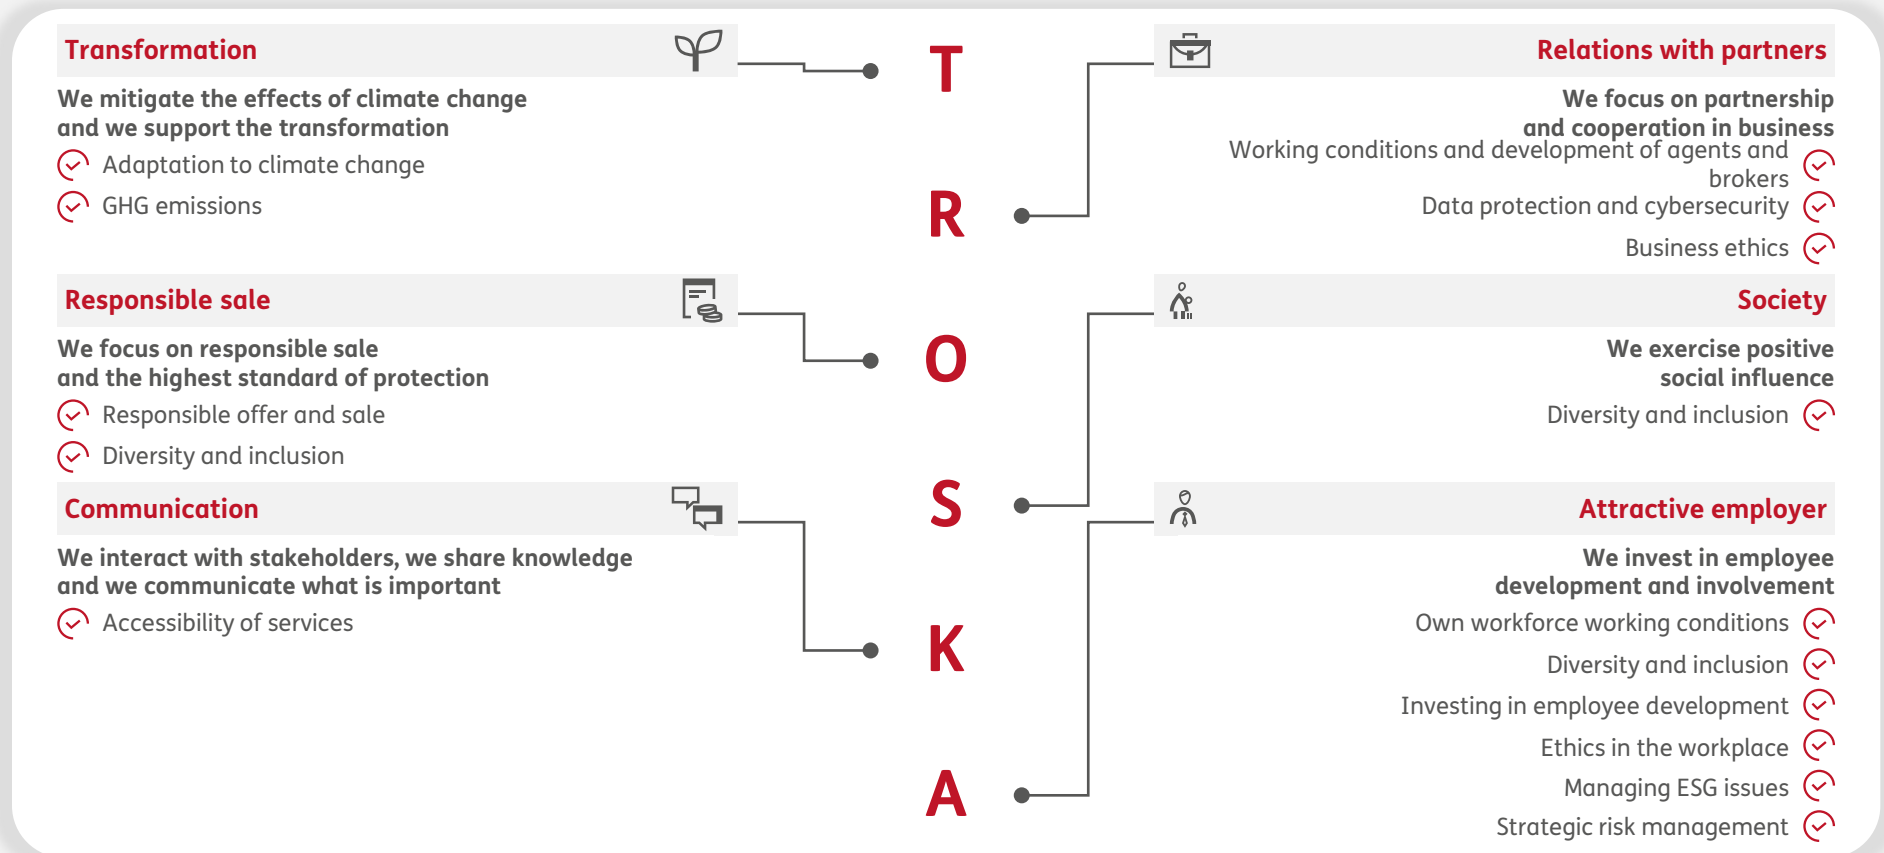 Transformation
We mitigate the effects of climate change
and we support the transformation
Adaptation to climate change
GHG emissions
Responsible sale
We focus on responsible sale
and the highest standard of protection
Responsible offer and sale
Diversity and inclusion
Communication
We interact with stakeholders, we share knowledge
and we communicate what is important
Accessibility of services
T
R
O
S
K
A
Relations with partners
We focus on partnership
and cooperation in business
Working conditions and development of agents and
brokers
Data protection and cybersecurity
Business ethics
Society
We exercise positive
social influence
Diversity and inclusion
Attractive employer
We invest in employee
development and involvement
Own workforce working conditions
Diversity and inclusion
Investing in employee development
Ethics in the workplace
Managing ESG issues
Strategic risk management